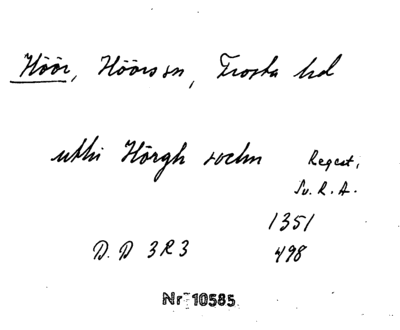 Höör, Höörs sn, Frosta hd
uthi Hörgh sochn Regest,
Sv. R. A.
1351
D. D 3R3 498
Nr 10585